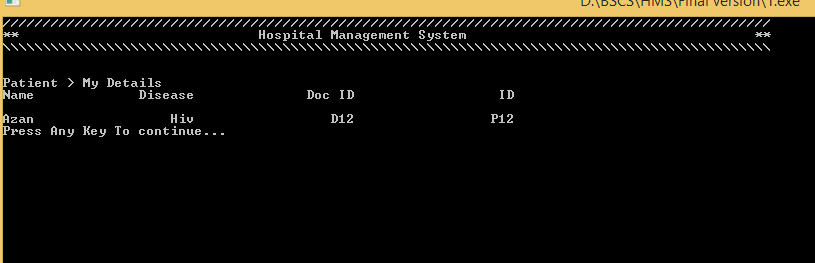 D:\BSCS\HMS\Final Version\1.exe
////////////////////////////////////////////////////////////////////////////////////////////////
** Hospital Management System **
\\\\\\\\\\\\\\\\\\\\\\\\\\\\\\\\\\\\\\\\\\\\\\\\\\\\\\\\\\\\\\\\\\\\\\\\\\\\\\\\\\\\\\\\\\\\\\\\
Patient > My Details
Name Disease Doc ID ID
Azan Hiv D12 P12
Press Any Key To continue...